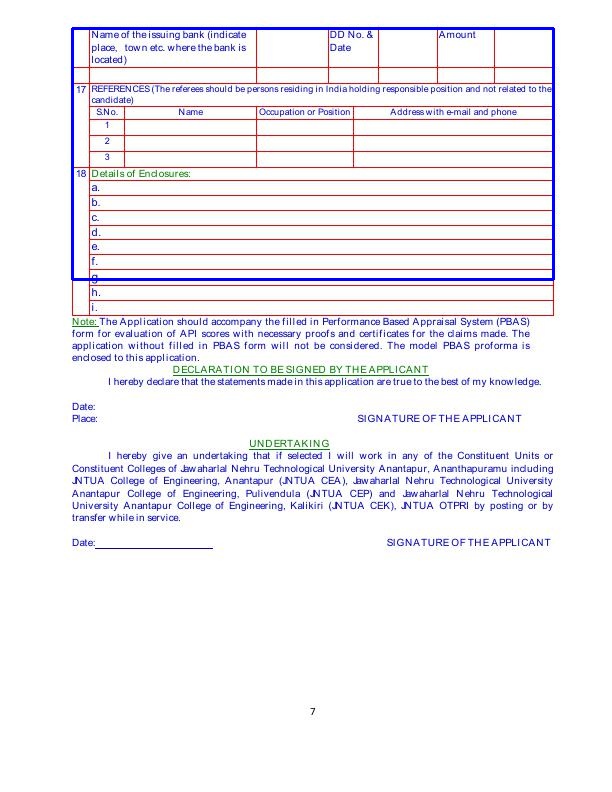 Name of the issuing bank (indicate DD No. & Amount
place, town etc. where the bank is Date
located)
17 REFERENCES (The referees should be persons residing in India holding responsible position and not related to the
candidate)
S.No. Name Occupation or Position Address with e-mail and phone
1
2
3
18 Details of Enclosures:
a.
b.
c.
d.
e.
f.
g.
h.
i.
Note: The Application should accompany the filled in Performance Based Appraisal System (PBAS)
form for evaluation of API scores with necessary proofs and certificates for the claims made. The
application without filled in PBAS form will not be considered. The model PBAS proforma is
enclosed to this application.
DECLARATION TO BE SIGNED BY THE APPLICANT
I hereby declare that the statements made in this application are true to the best of my knowledge.
Date:
Place: SIGNATURE OF THE APPLICANT
UNDERTAKING
I hereby give an undertaking that if selected I will work in any of the Constituent Units or
Constituent Colleges of Jawaharlal Nehru Technological University Anantapur, Ananthapuramu including
JNTUA College of Engineering, Anantapur (JNTUA CEA), Jawaharlal Nehru Technological University
Anantapur College of Engineering, Pulivendula (JNTUA CEP) and Jawaharlal Nehru Technological
University Anantapur College of Engineering, Kalikiri (JNTUA CEK), JNTUA OTPRI by posting or by
transfer while in service.
Date: SIGNATURE OF THE APPLICANT
7